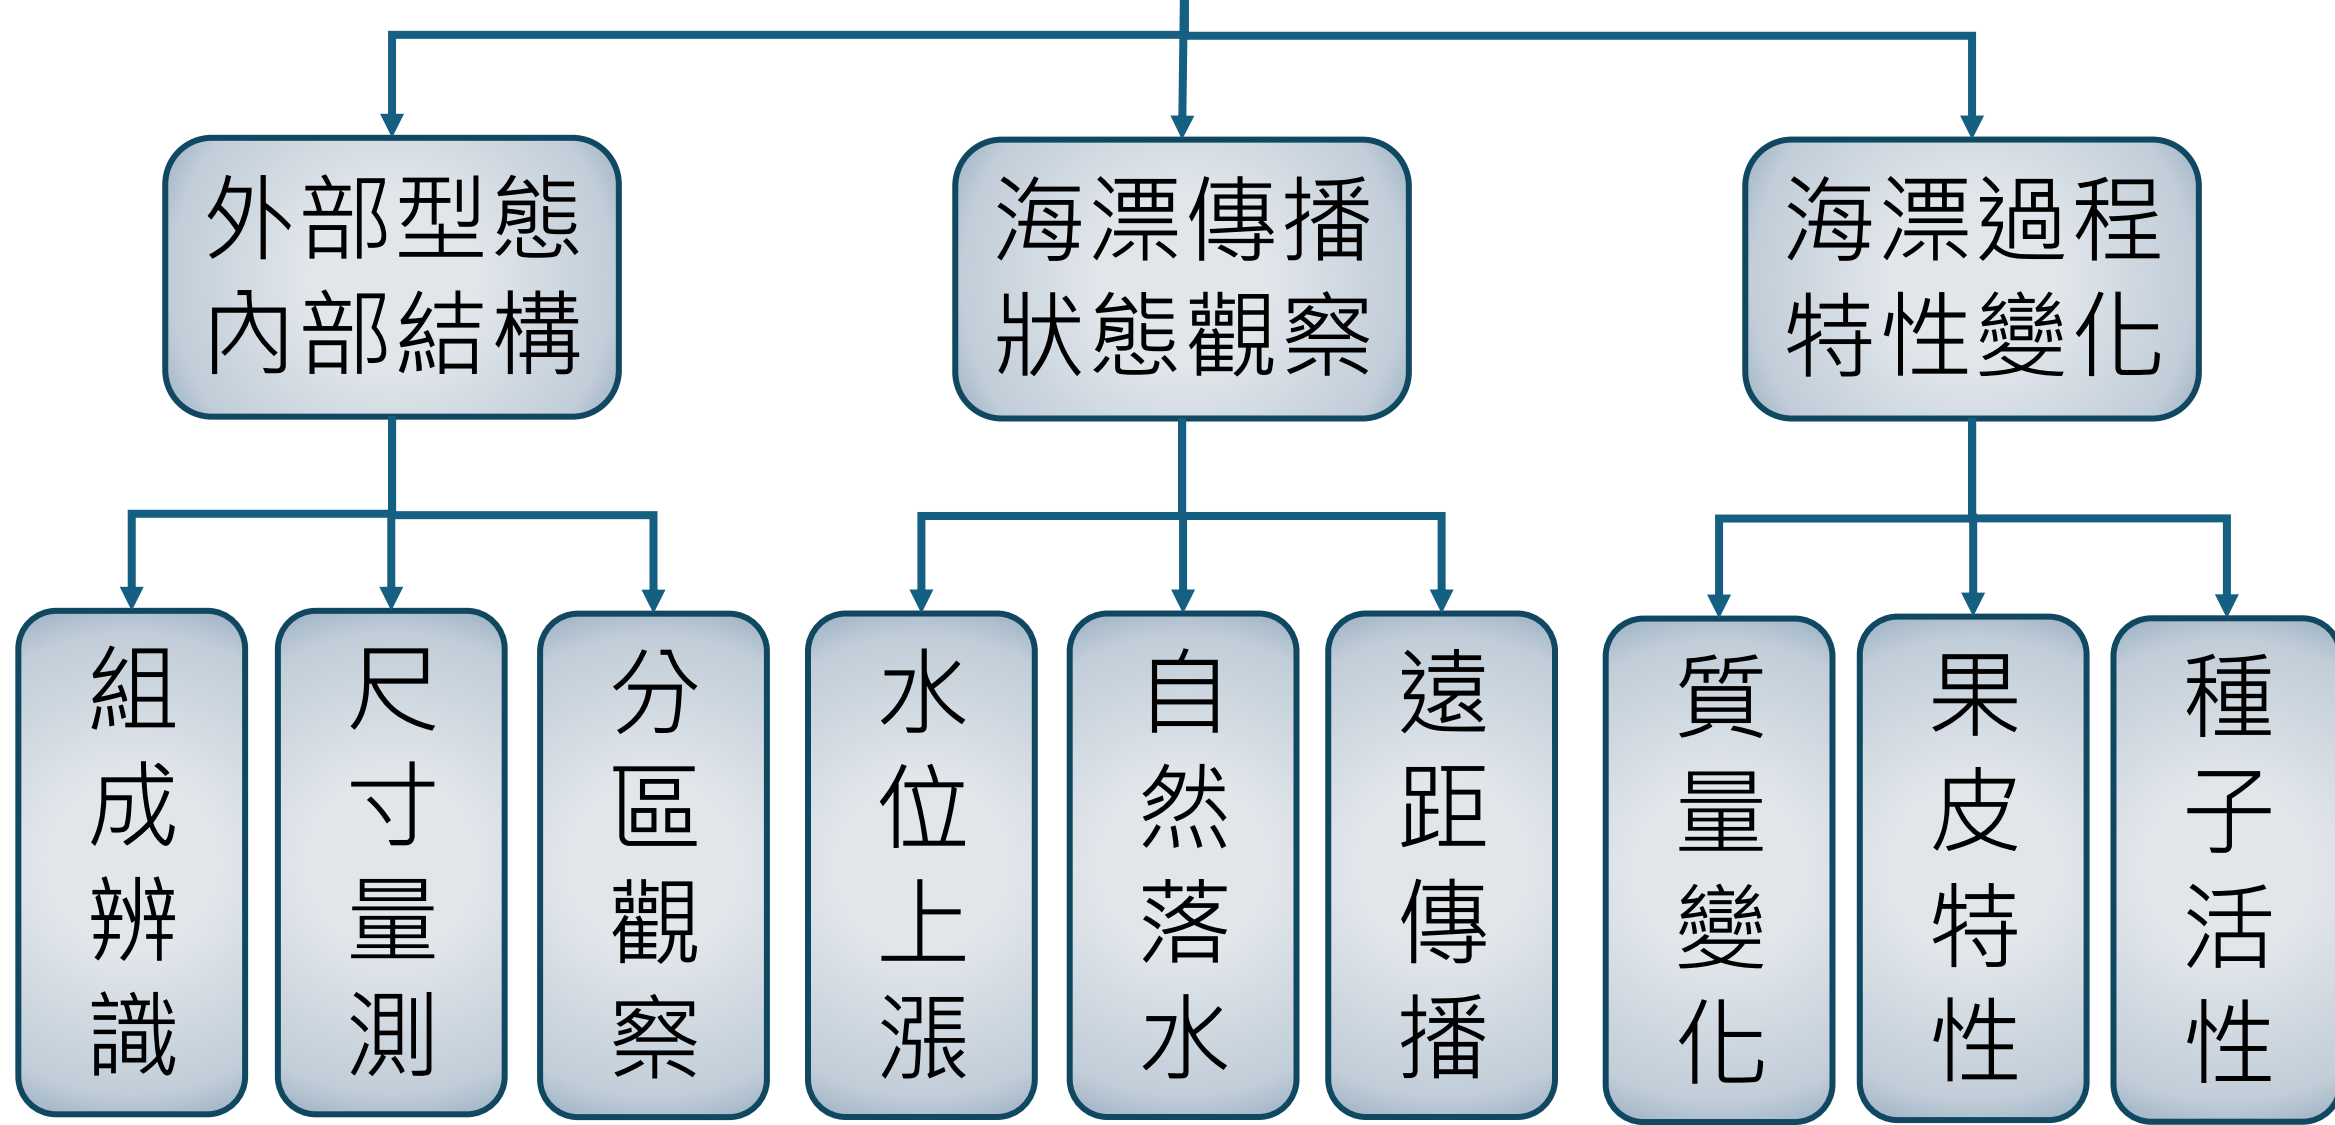 外部型態
內部結構
海漂傳播
狀態觀察
海漂過程
特性變化
組成辨識
尺寸量測
分區觀察
水位上漲
自然落水
遠距傳播
質量變化
果皮特性
種子活性